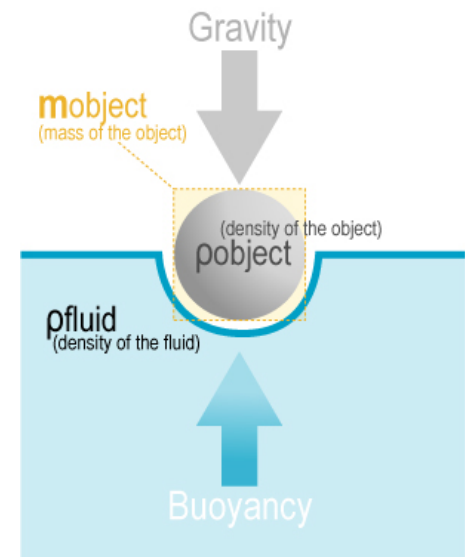 Gravity
mobject
(mass of the object)
(density of the object)
ρobject
ρfluid
(density of the fluid)
Buoyancy